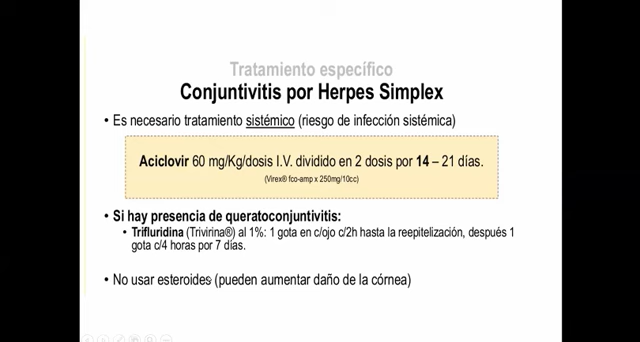 Tratamiento específico
Conjuntivitis por Herpes Simplex
• Es necesario tratamiento sistémico (riesgo de infección sistémica)
Aciclovir 60 mg/Kg/dosis I.V. dividido en 2 dosis por 14 – 21 días.
(Virex® fco-amp x 250mg/10cc)
• Si hay presencia de queratoconjuntivitis:
• Trifluridina (Trivirina®) al 1%: 1 gota en c/ojo c/2h hasta la reepitelización, después 1
gota c/4 horas por 7 días.
• No usar esteroides (pueden aumentar daño de la córnea)